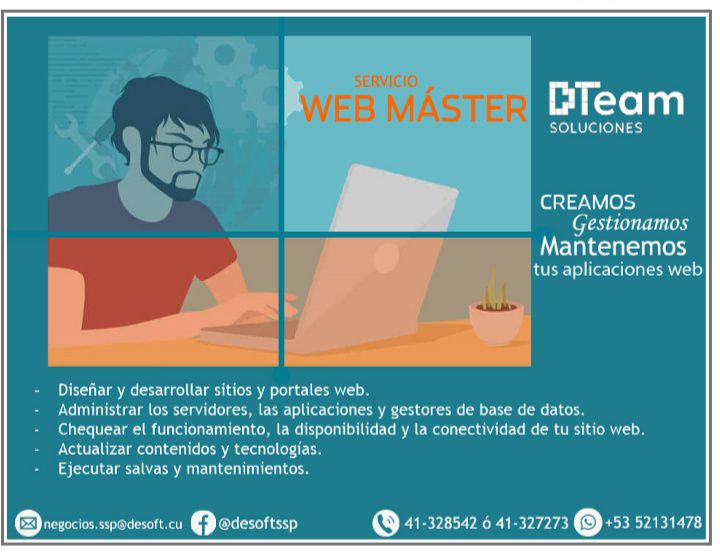 SERVICIO
WEB MÁSTER
DTeam
SOLUCIONES
CREAMOS
Gestionamos
Mantenemos
tus aplicaciones web
- Diseñar y desarrollar sitios y portales web.
- Administrar los servidores, las aplicaciones y gestores de base de datos.
- Chequear el funcionamiento, la disponibilidad y la conectividad de tu sitio web.
- Actualizar contenidos y tecnologías.
- Ejecutar salvas y mantenimientos.
negocios.ssp@desoft.cu @desoftssp 41-328542 ó 41-327273 +53 52131478